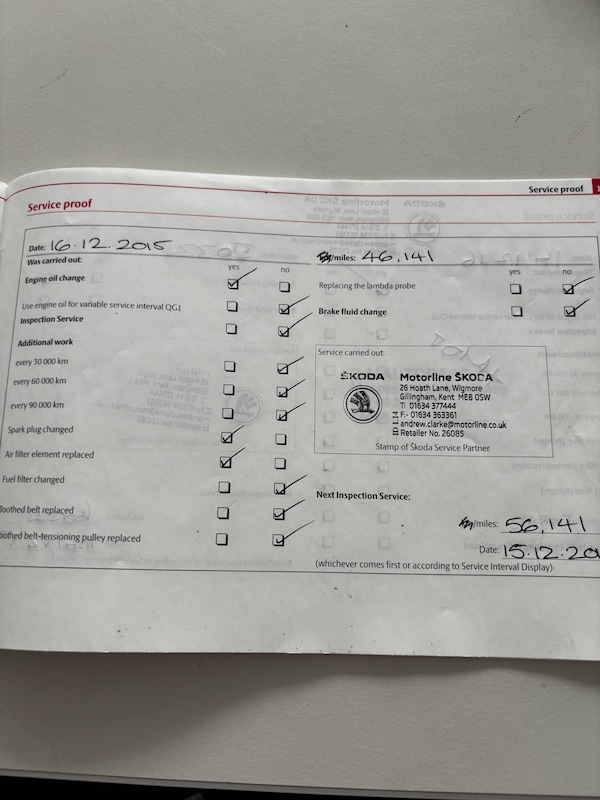 Service proof
Service proof
Date: 16.12.2015
/miles: 46,141
Was carried out:
yes no
yes no
Engine oil change
Replacing the lambda probe
Use engine oil for variable service interval QG1
Brake fluid change
Inspection Service
Additional work
every 30 000 km
every 60 000 km
every 90 000 km
Spark plug changed
Air filter element replaced
Fuel filter changed
Toothed belt replaced
oothed belt-tensioning pulley replaced
Service carried out:
ŠKODA Motorline ŠKODA
26 Hoath Lane, Wigmore
Gillingham, Kent ME8 0SW
T: 01634 377444
F: 01634 363361
andrew.clarke@motorline.co.uk
Retailer No. 26085
Stamp of Škoda Service Partner
Next Inspection Service:
/miles: 56,141
Date: 15.12.20
(whichever comes first or according to Service Interval Display)